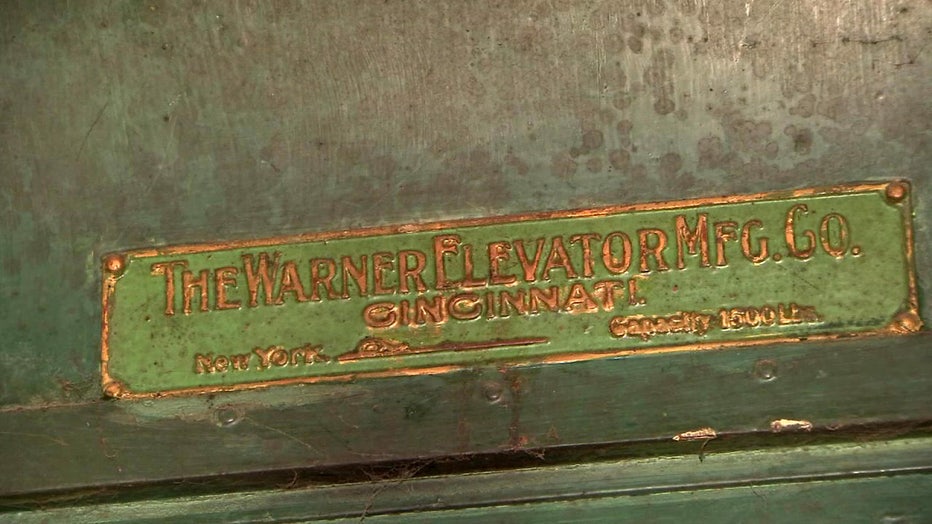 THE WARNER ELEVATOR MFG. CO.
CINCINNATI.
New York. Capacity 1500 Lbs.